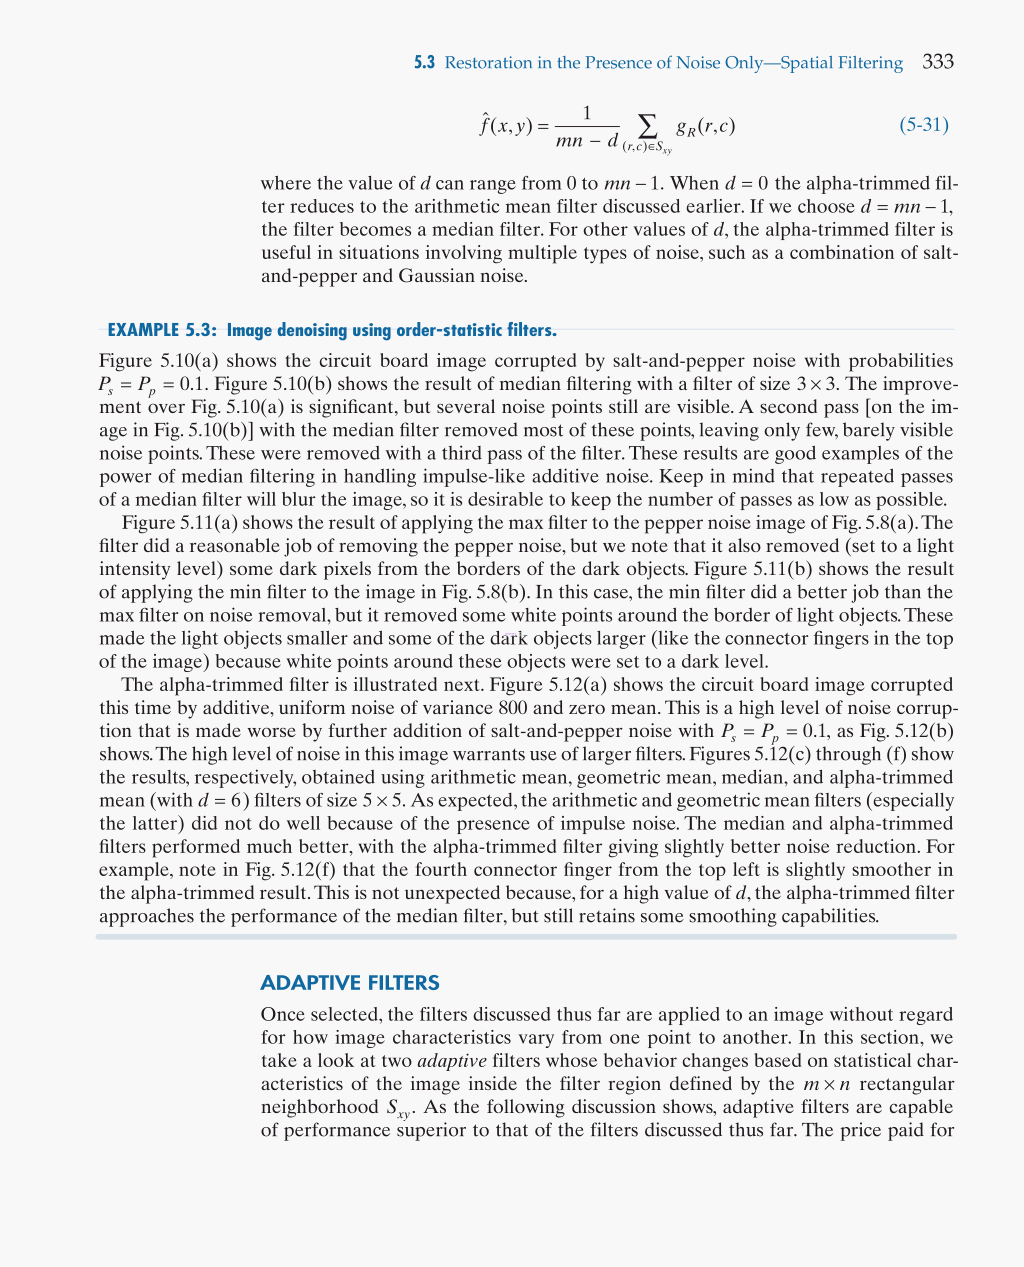 5.3 Restoration in the Presence of Noise Only—Spatial Filtering 333
f̂(x, y) = 1/(mn − d) ∑_{(r,c)∈S_xy} g_R(r,c) (5-31)
where the value of d can range from 0 to mn − 1. When d = 0 the alpha-trimmed fil-
ter reduces to the arithmetic mean filter discussed earlier. If we choose d = mn − 1,
the filter becomes a median filter. For other values of d, the alpha-trimmed filter is
useful in situations involving multiple types of noise, such as a combination of salt-
and-pepper and Gaussian noise.
EXAMPLE 5.3: Image denoising using order-statistic filters.
Figure 5.10(a) shows the circuit board image corrupted by salt-and-pepper noise with probabilities
P_s = P_p = 0.1. Figure 5.10(b) shows the result of median filtering with a filter of size 3 × 3. The improve-
ment over Fig. 5.10(a) is significant, but several noise points still are visible. A second pass [on the im-
age in Fig. 5.10(b)] with the median filter removed most of these points, leaving only few, barely visible
noise points. These were removed with a third pass of the filter. These results are good examples of the
power of median filtering in handling impulse-like additive noise. Keep in mind that repeated passes
of a median filter will blur the image, so it is desirable to keep the number of passes as low as possible.
Figure 5.11(a) shows the result of applying the max filter to the pepper noise image of Fig. 5.8(a). The
filter did a reasonable job of removing the pepper noise, but we note that it also removed (set to a light
intensity level) some dark pixels from the borders of the dark objects. Figure 5.11(b) shows the result
of applying the min filter to the image in Fig. 5.8(b). In this case, the min filter did a better job than the
max filter on noise removal, but it removed some white points around the border of light objects. These
made the light objects smaller and some of the dark objects larger (like the connector fingers in the top
of the image) because white points around these objects were set to a dark level.
The alpha-trimmed filter is illustrated next. Figure 5.12(a) shows the circuit board image corrupted
this time by additive, uniform noise of variance 800 and zero mean. This is a high level of noise corrup-
tion that is made worse by further addition of salt-and-pepper noise with P_s = P_p = 0.1, as Fig. 5.12(b)
shows. The high level of noise in this image warrants use of larger filters. Figures 5.12(c) through (f) show
the results, respectively, obtained using arithmetic mean, geometric mean, median, and alpha-trimmed
mean (with d = 6) filters of size 5 × 5. As expected, the arithmetic and geometric mean filters (especially
the latter) did not do well because of the presence of impulse noise. The median and alpha-trimmed
filters performed much better, with the alpha-trimmed filter giving slightly better noise reduction. For
example, note in Fig. 5.12(f) that the fourth connector finger from the top left is slightly smoother in
the alpha-trimmed result. This is not unexpected because, for a high value of d, the alpha-trimmed filter
approaches the performance of the median filter, but still retains some smoothing capabilities.
ADAPTIVE FILTERS
Once selected, the filters discussed thus far are applied to an image without regard
for how image characteristics vary from one point to another. In this section, we
take a look at two adaptive filters whose behavior changes based on statistical char-
acteristics of the image inside the filter region defined by the m × n rectangular
neighborhood S_xy. As the following discussion shows, adaptive filters are capable
of performance superior to that of the filters discussed thus far. The price paid for